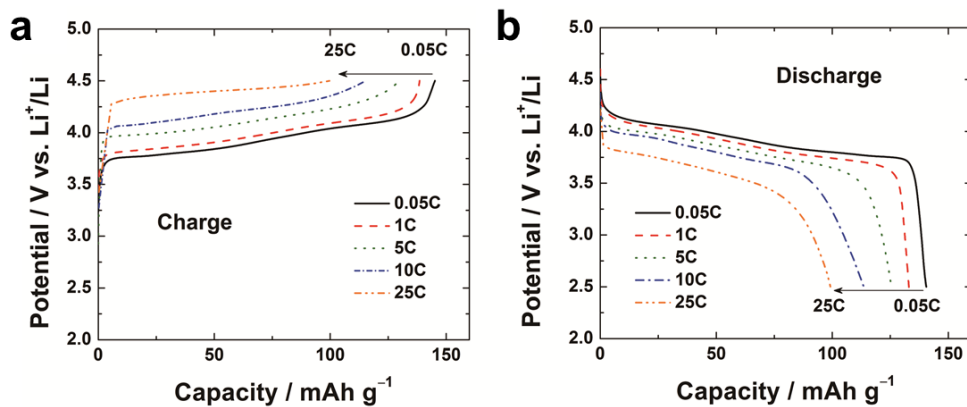 a
5.0
4.5
4.0
3.5
3.0
2.5
2.0
Potential / V vs. Li⁺/Li
25C 0.05C
Charge
0.05C
1C
5C
10C
25C
0 50 100 150
Capacity / mAh g⁻¹
b
5.0
4.5
4.0
3.5
3.0
2.5
2.0
Potential / V vs. Li⁺/Li
Discharge
0.05C
1C
5C
10C
25C
25C 0.05C
0 50 100 150
Capacity / mAh g⁻¹